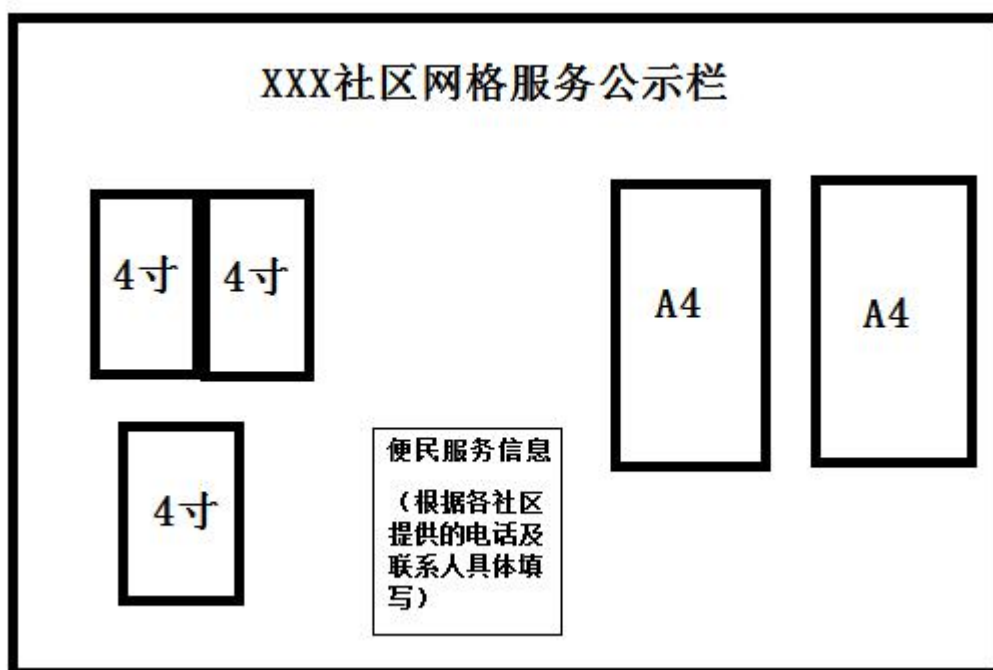 XXX社区网格服务公示栏
4寸
4寸
A4
A4
4寸
便民服务信息
（根据各社区
提供的电话及
联系人具体填
写）